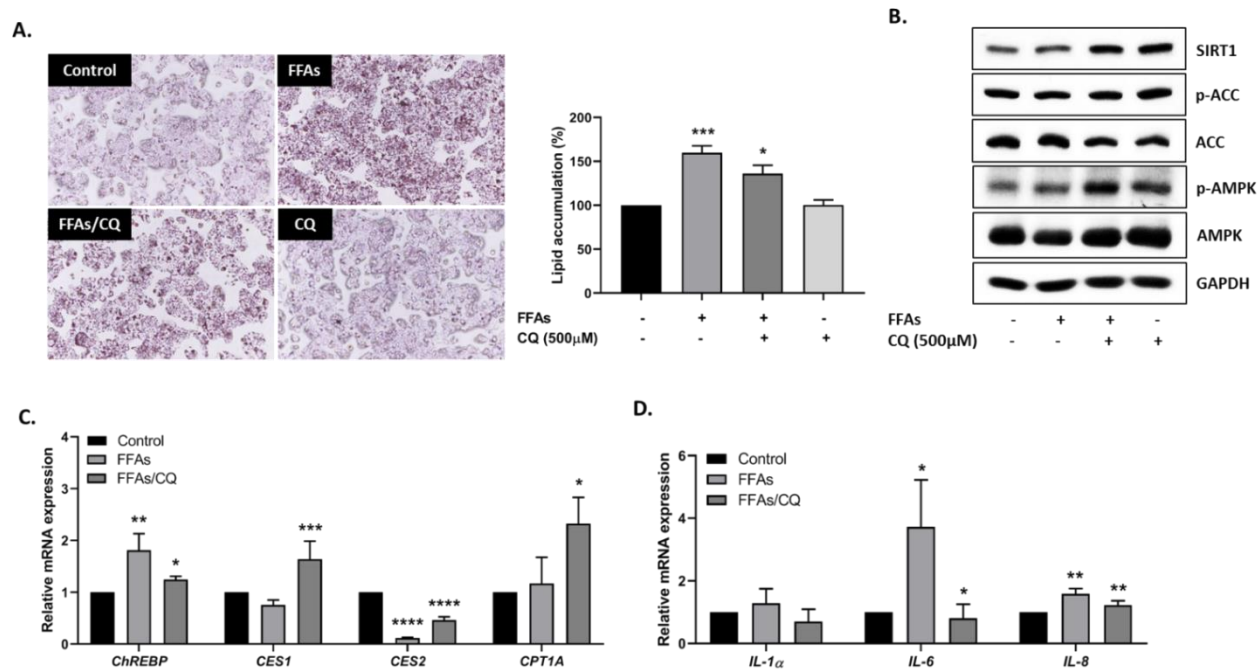 A.
Control
FFAs
FFAs/CQ
CQ
Lipid accumulation (%)
200
150
100
50
0
***
*
FFAs - + + -
CQ (500μM) - - + +
B.
SIRT1
p-ACC
ACC
p-AMPK
AMPK
GAPDH
FFAs - + + -
CQ (500μM) - - + +
C.
Relative mRNA expression
4
3
2
1
0
Control
FFAs
FFAs/CQ
**
*
***
****
****
*
ChREBP CES1 CES2 CPT1A
D.
Relative mRNA expression
6
4
2
0
Control
FFAs
FFAs/CQ
*
*
**
**
IL-1α IL-6 IL-8